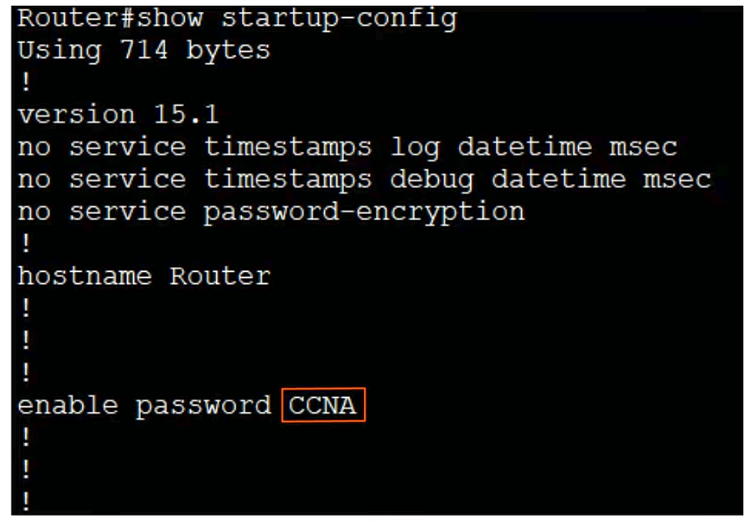 Router#show startup-config
Using 714 bytes
!
version 15.1
no service timestamps log datetime msec
no service timestamps debug datetime msec
no service password-encryption
!
hostname Router
!
!
!
enable password CCNA
!
!
!